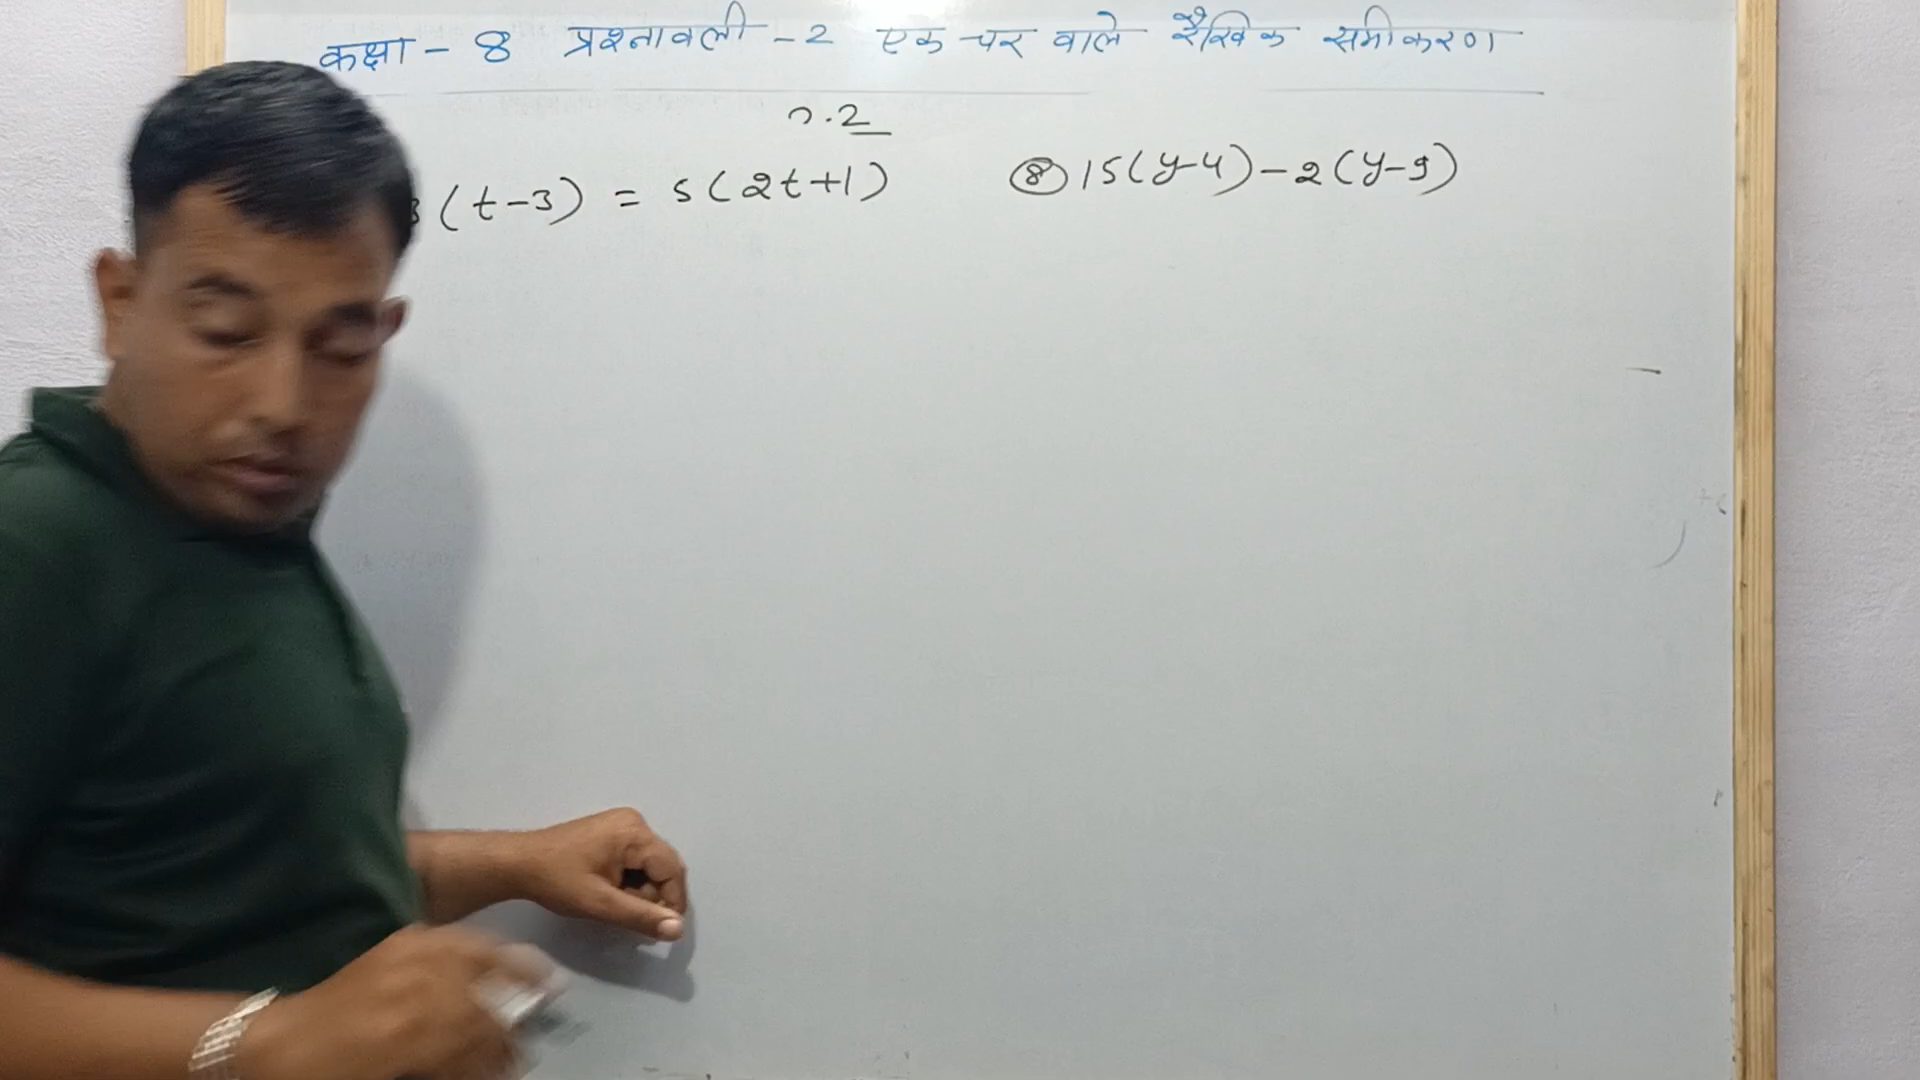 कक्षा - 8 प्रश्नावली - 2 एक चर वाले रैखिक समीकरण
.2
3(t-3) = 5(2t+1)
⑧ 15(y-4)-2(y-9)